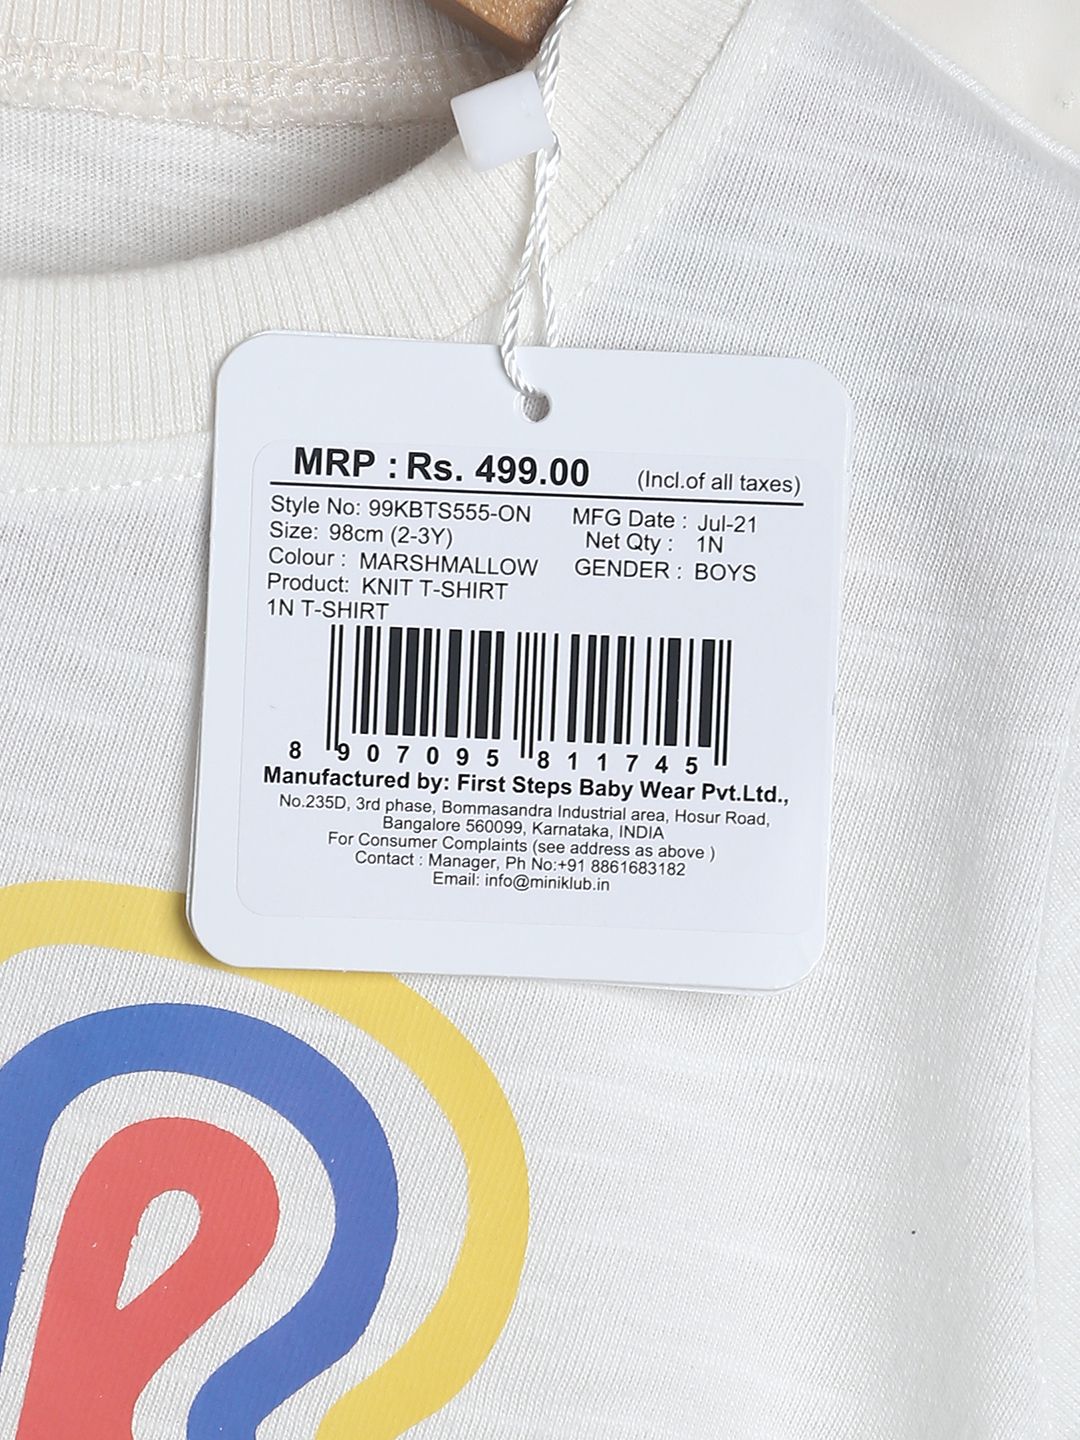 MRP : Rs. 499.00 (Incl.of all taxes)
Style No: 99KBTS555-ON MFG Date : Jul-21
Size: 98cm (2-3Y) Net Qty : 1N
Colour : MARSHMALLOW GENDER : BOYS
Product: KNIT T-SHIRT
1N T-SHIRT
8 907095 811745
Manufactured by: First Steps Baby Wear Pvt.Ltd.,
No.235D, 3rd phase, Bommasandra Industrial area, Hosur Road,
Bangalore 560099, Karnataka, INDIA
For Consumer Complaints (see address as above )
Contact : Manager, Ph No:+91 8861683182
Email: info@miniklub.in